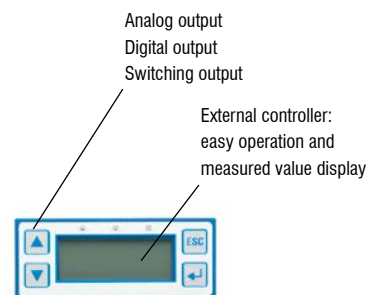 Analog output
Digital output
Switching output
External controller:
easy operation and
measured value display
ESC